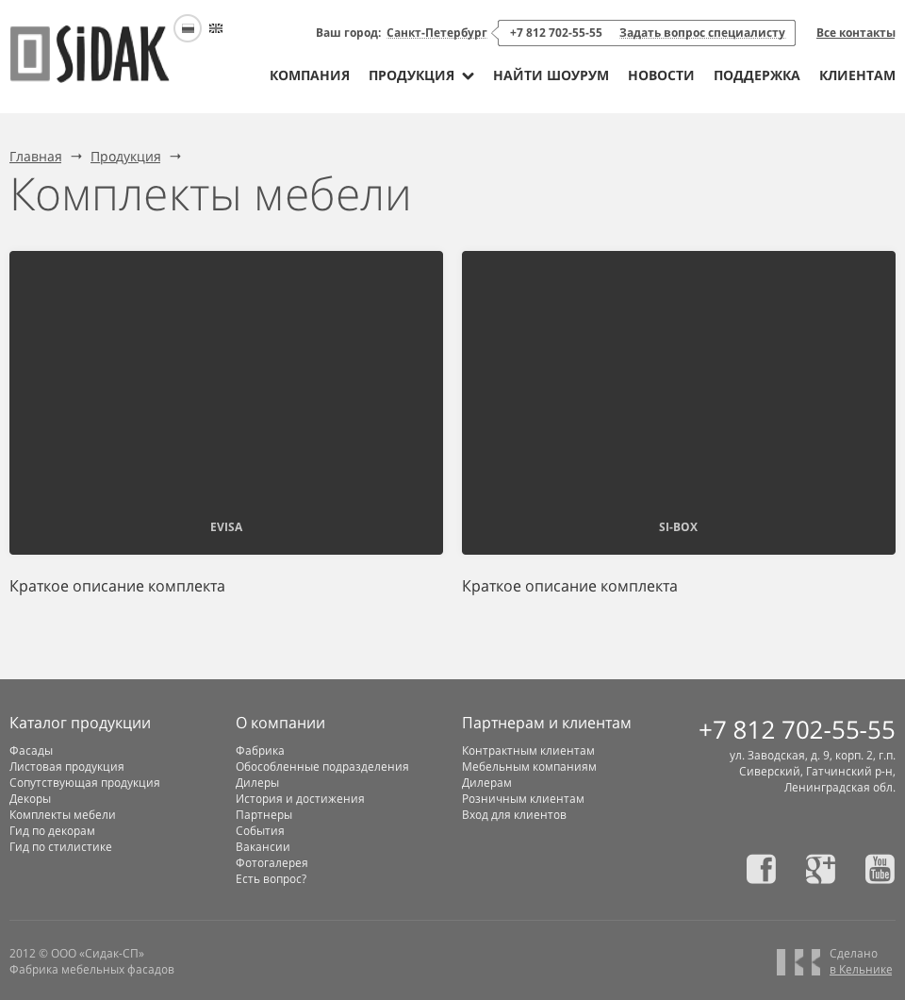 SiDAK
Ваш город: Санкт-Петербург +7 812 702-55-55 Задать вопрос специалисту Все контакты
КОМПАНИЯ ПРОДУКЦИЯ НАЙТИ ШОУРУМ НОВОСТИ ПОДДЕРЖКА КЛИЕНТАМ
Главная → Продукция →
Комплекты мебели
EVISA
SI-BOX
Краткое описание комплекта
Краткое описание комплекта
Каталог продукции
Фасады
Листовая продукция
Сопутствующая продукция
Декоры
Комплекты мебели
Гид по декорам
Гид по стилистике
О компании
Фабрика
Обособленные подразделения
Дилеры
История и достижения
Партнеры
События
Вакансии
Фотогалерея
Есть вопрос?
Партнерам и клиентам
Контрактным клиентам
Мебельным компаниям
Дилерам
Розничным клиентам
Вход для клиентов
+7 812 702-55-55
ул. Заводская, д. 9, корп. 2, г.п.
Сиверский, Гатчинский р-н,
Ленинградская обл.
You
Tube
2012 © ООО «Сидак-СП»
Фабрика мебельных фасадов
Сделано
в Кельнике